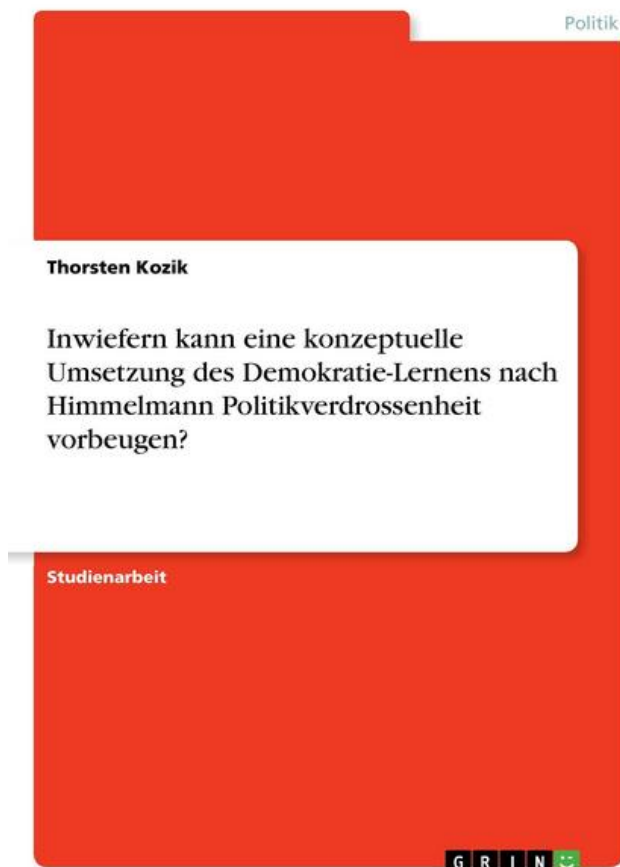 Politik
Thorsten Kozik
Inwiefern kann eine konzeptuelle
Umsetzung des Demokratie-Lernens nach
Himmelmann Politikverdrossenheit
vorbeugen?
Studienarbeit
GRIN